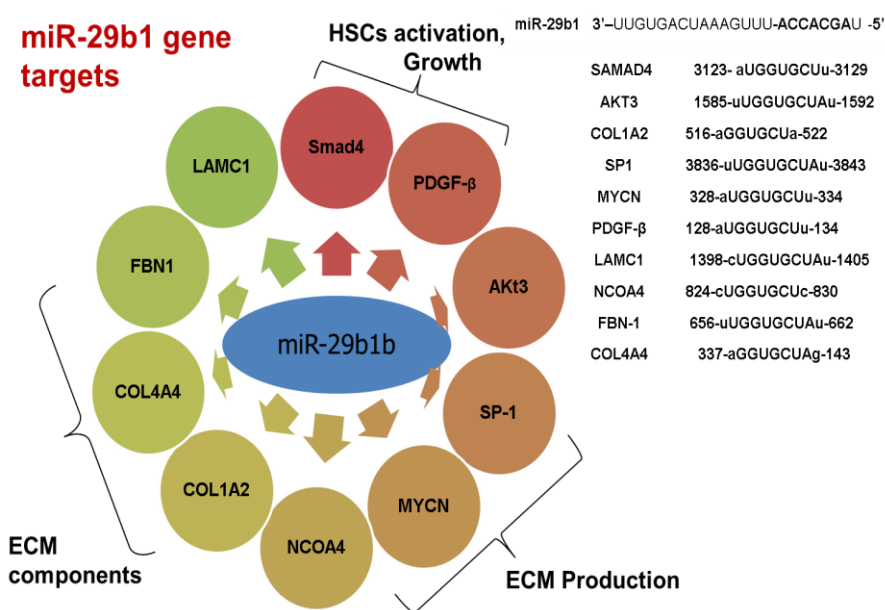 miR-29b1 gene
targets
HSCs activation,
Growth
miR-29b1 3'–UUGUGACUAAAGUUU-ACCACGAU -5'
SAMAD4 3123- aUGGUGCUu-3129
AKT3 1585-uUGGUGCUAu-1592
COL1A2 516-aGGUGCUa-522
SP1 3836-uUGGUGCUAu-3843
MYCN 328-aUGGUGCUu-334
PDGF-β 128-aUGGUGCUu-134
LAMC1 1398-cUGGUGCUAu-1405
NCOA4 824-cUGGUGCUc-830
FBN-1 656-uUGGUGCUAu-662
COL4A4 337-aGGUGCUAg-143
Smad4
LAMC1
PDGF-β
FBN1
AKt3
miR-29b1b
COL4A4
SP-1
COL1A2
MYCN
NCOA4
ECM
components
ECM Production